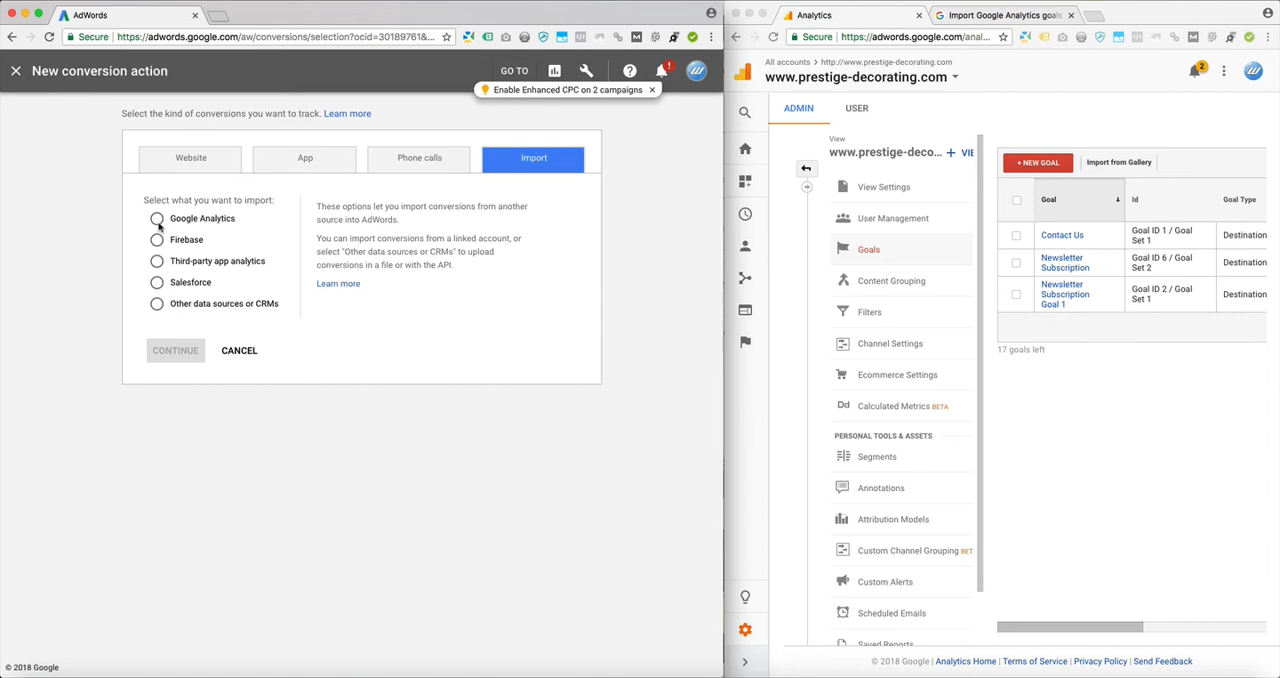 AdWords
Secure
https://adwords.google.com/aw/conversions/selection?ocid=30189761&...
New conversion action
GO TO
Enable Enhanced CPC on 2 campaigns
Select the kind of conversions you want to track. Learn more
Website
App
Phone calls
Import
Select what you want to import:
Google Analytics
Firebase
Third-party app analytics
Salesforce
Other data sources or CRMs
These options let you import conversions from another
source into AdWords.
You can import conversions from a linked account, or
select "Other data sources or CRMs" to upload
conversions in a file or with the API.
Learn more
CONTINUE
CANCEL
© 2018 Google
Analytics
Import Google Analytics goals
Secure
https://adwords.google.com/anal...
All accounts > http://www.prestige-decorating.com
www.prestige-decorating.com
2
ADMIN
USER
View
www.prestige-deco... + VIE
View Settings
User Management
Goals
Content Grouping
Filters
Channel Settings
Ecommerce Settings
Dd Calculated Metrics BETA
PERSONAL TOOLS & ASSETS
Segments
Annotations
Attribution Models
Custom Channel Grouping BET
Custom Alerts
Scheduled Emails
Saved Reports
+ NEW GOAL
Import from Gallery
Goal
Id
Goal Type
Contact Us
Goal ID 1 / Goal
Set 1
Destination
Newsletter
Subscription
Goal ID 6 / Goal
Set 2
Destination
Newsletter
Subscription
Goal 1
Goal ID 2 / Goal
Set 1
Destination
17 goals left
© 2018 Google | Analytics Home | Terms of Service | Privacy Policy | Send Feedback